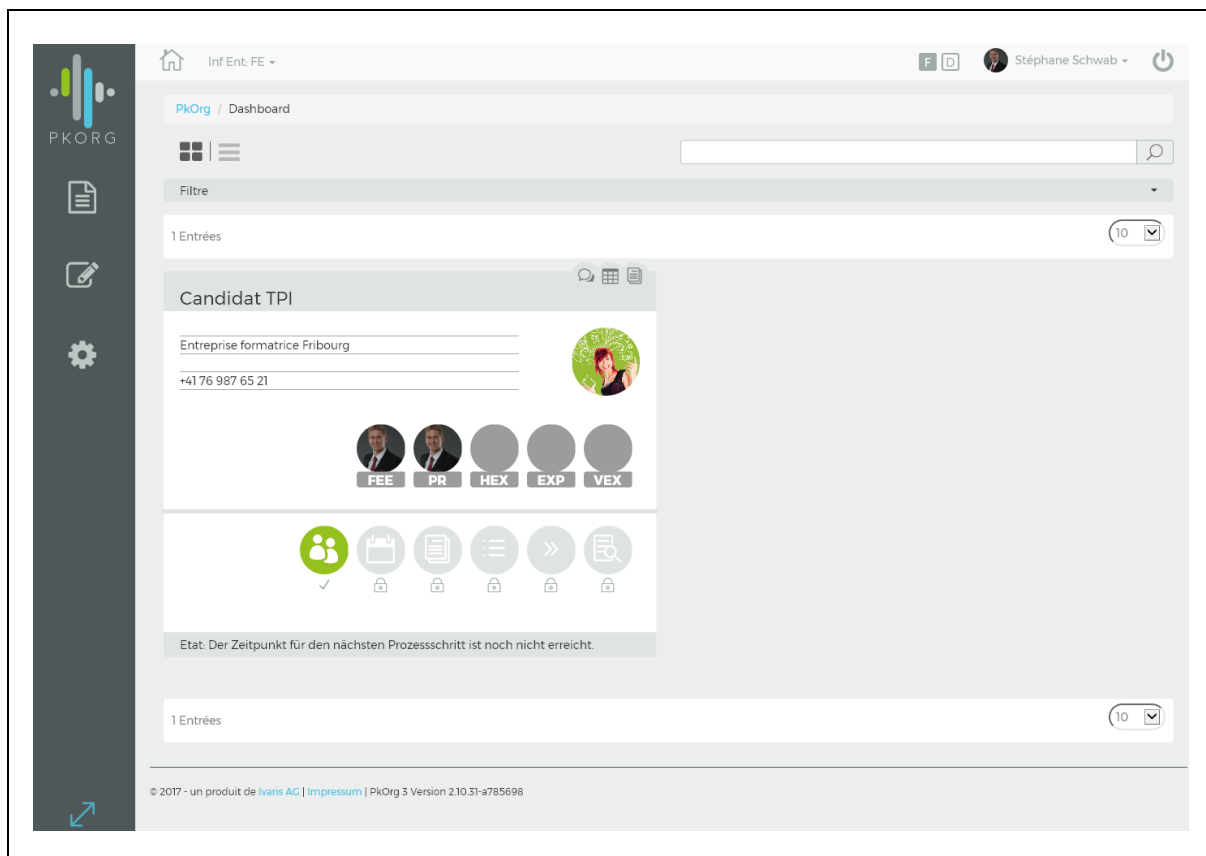 PKORG
Inf Ent: FE
F D
Stéphane Schwab
PkOrg / Dashboard
Filtre
1 Entrées
10
Candidat TPI
Entreprise formatrice Fribourg
+41 76 987 65 21
FEE PR HEX EXP VEX
Etat: Der Zeitpunkt für den nächsten Prozessschritt ist noch nicht erreicht.
1 Entrées
10
© 2017 - un produit de Ivaris AG | Impressum | PkOrg 3 Version 2.10.31-a785698